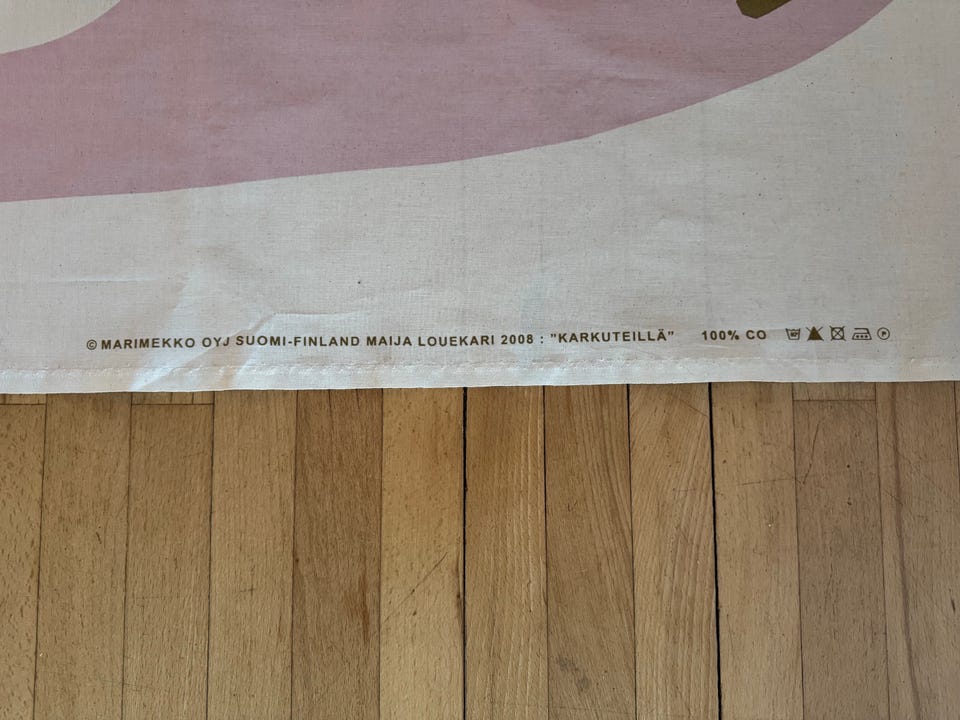 © MARIMEKKO OYJ SUOMI-FINLAND MAIJA LOUEKARI 2008 : "KARKUTEILLÄ" 100% CO